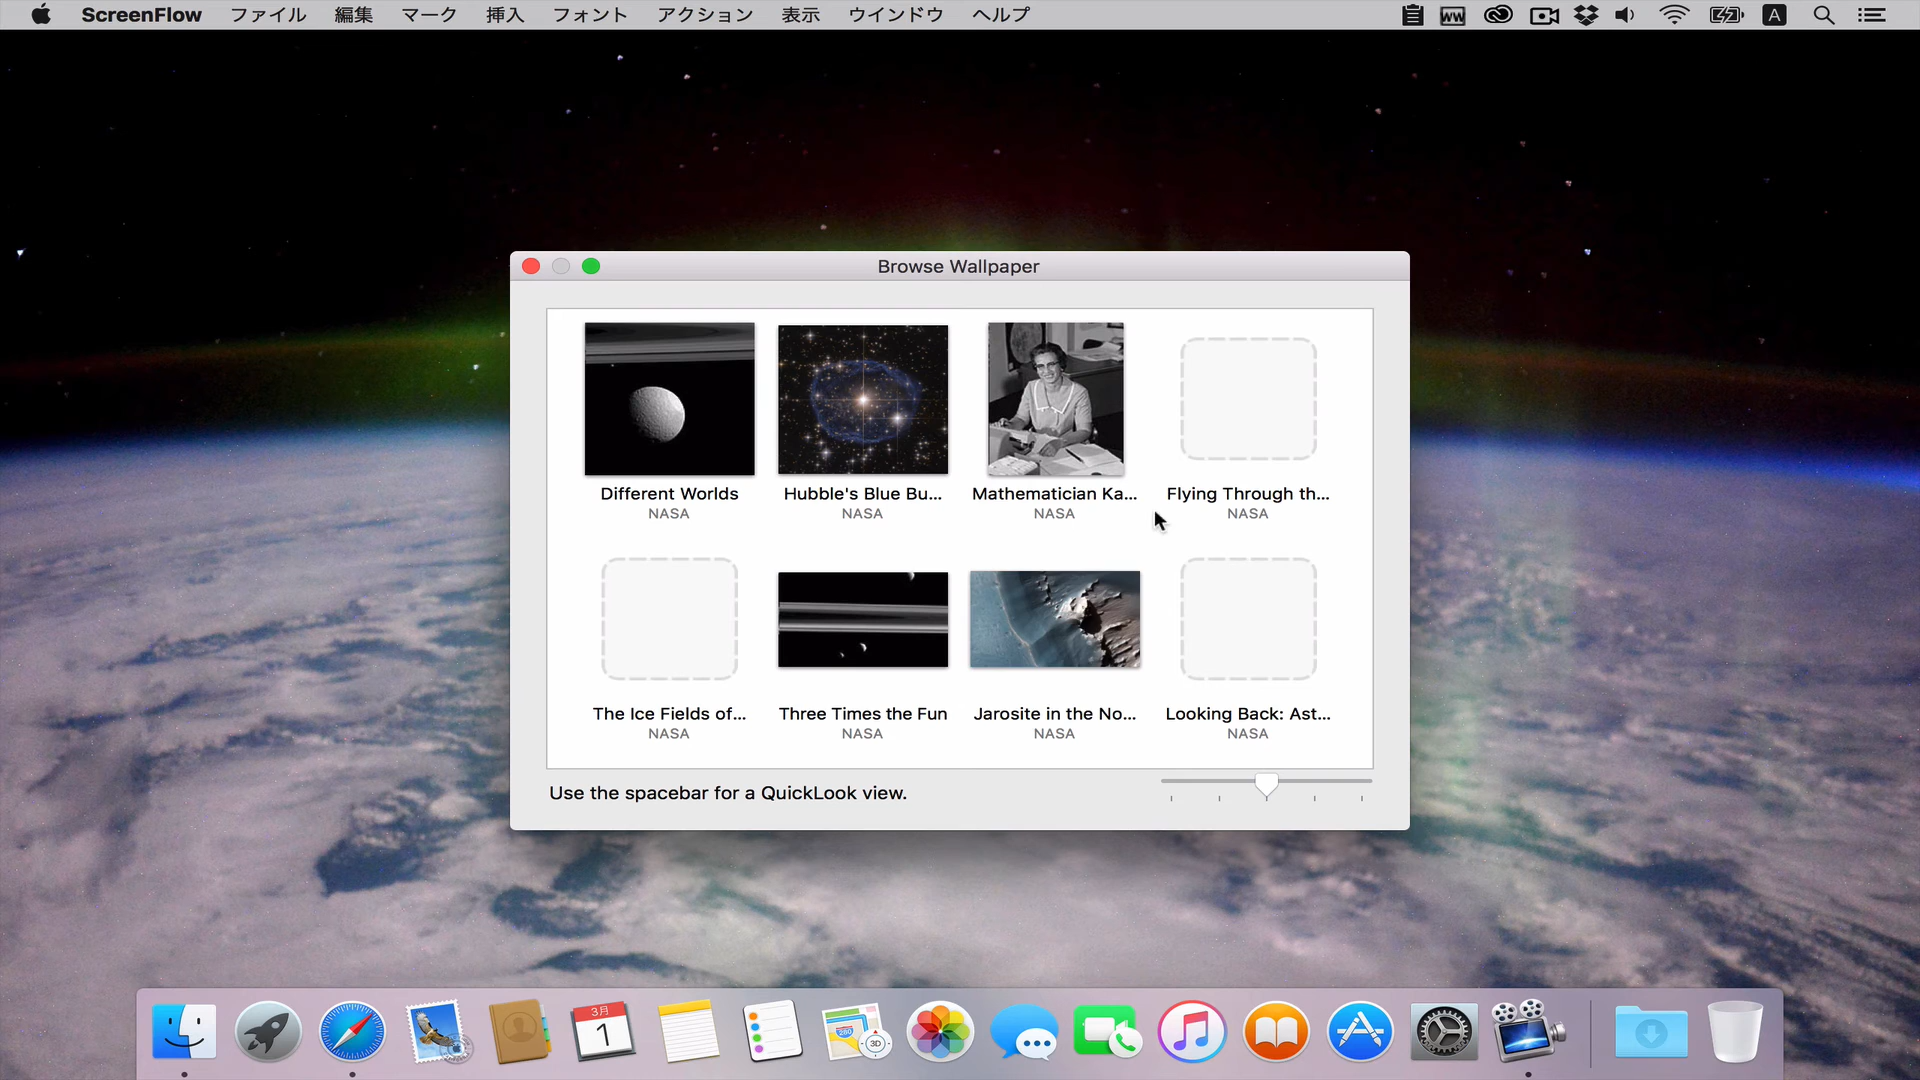 ScreenFlow ファイル 編集 マーク 挿入 フォント アクション 表示 ウインドウ ヘルプ A
Browse Wallpaper
Different Worlds
NASA
Hubble's Blue Bu...
NASA
Mathematician Ka...
NASA
Flying Through th...
NASA
The Ice Fields of...
NASA
Three Times the Fun
NASA
Jarosite in the No...
NASA
Looking Back: Ast...
NASA
Use the spacebar for a QuickLook view.
3月
1
280
3D